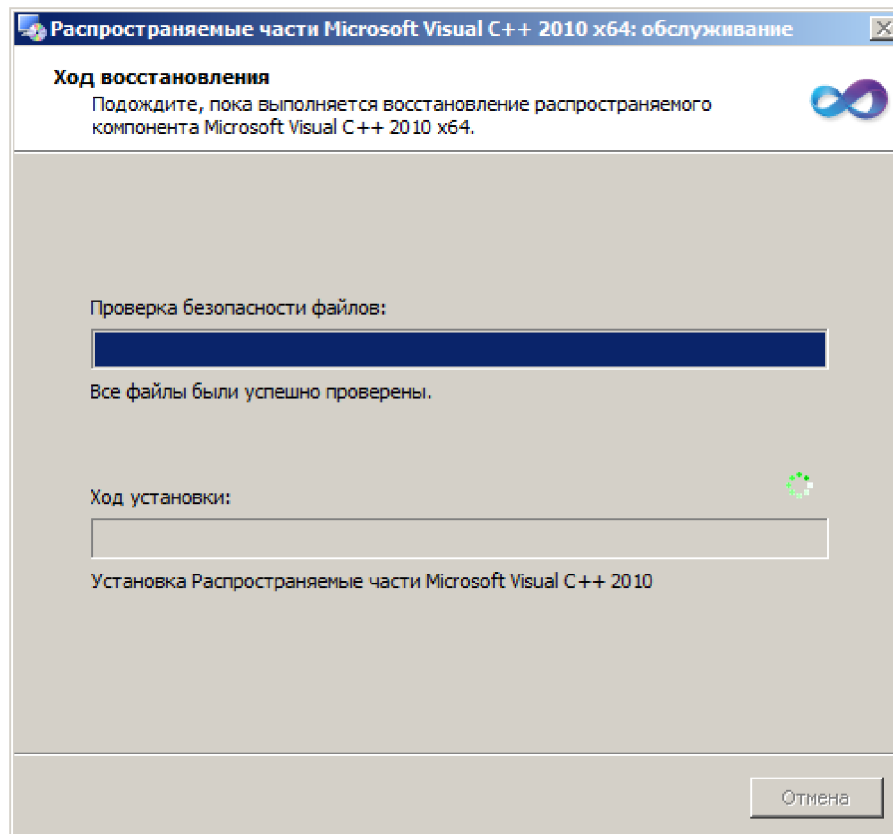 Распространяемые части Microsoft Visual C++ 2010 x64: обслуживание
Ход восстановления
Подождите, пока выполняется восстановление распространяемого
компонента Microsoft Visual C++ 2010 x64.
Проверка безопасности файлов:
Все файлы были успешно проверены.
Ход установки:
Установка Распространяемые части Microsoft Visual C++ 2010
Отмена